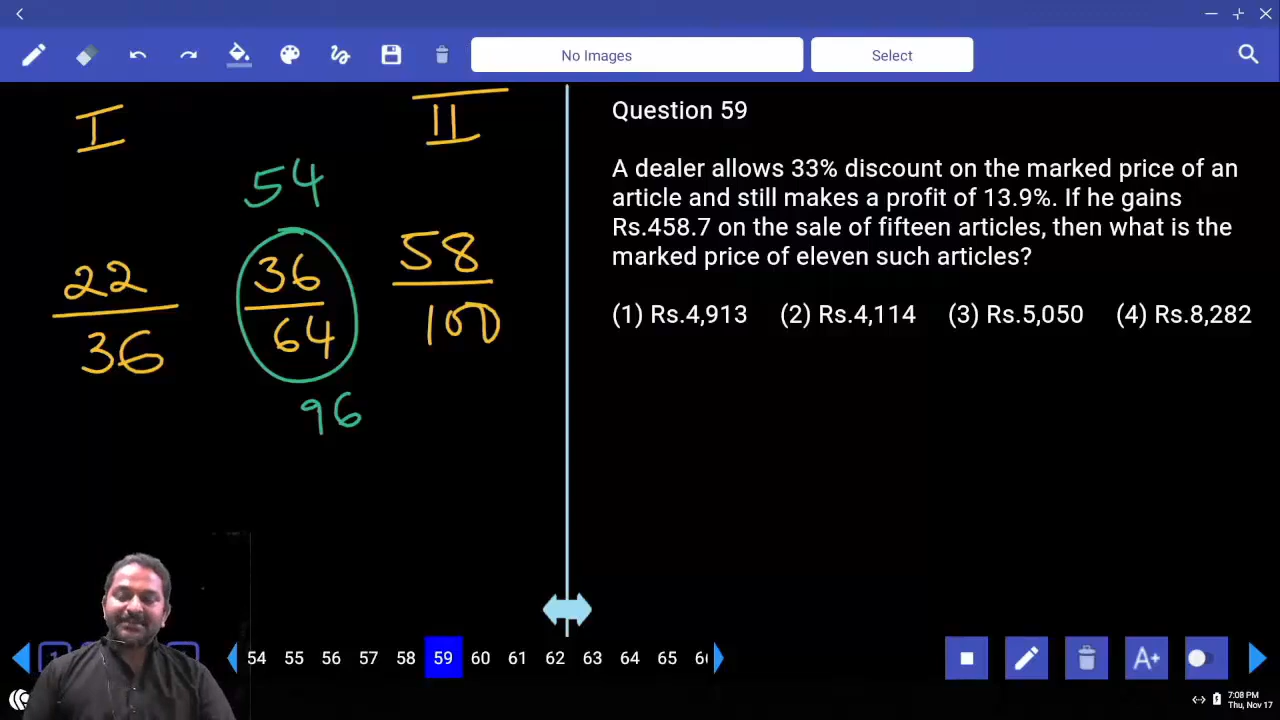 No Images
Select
I
II
54
22
36
36
64
58
100
96
Question 59
A dealer allows 33% discount on the marked price of an
article and still makes a profit of 13.9%. If he gains
Rs.458.7 on the sale of fifteen articles, then what is the
marked price of eleven such articles?
(1) Rs.4,913 (2) Rs.4,114 (3) Rs.5,050 (4) Rs.8,282
54 55 56 57 58 59 60 61 62 63 64 65
A+
7:08 PM
Thu, Nov 17